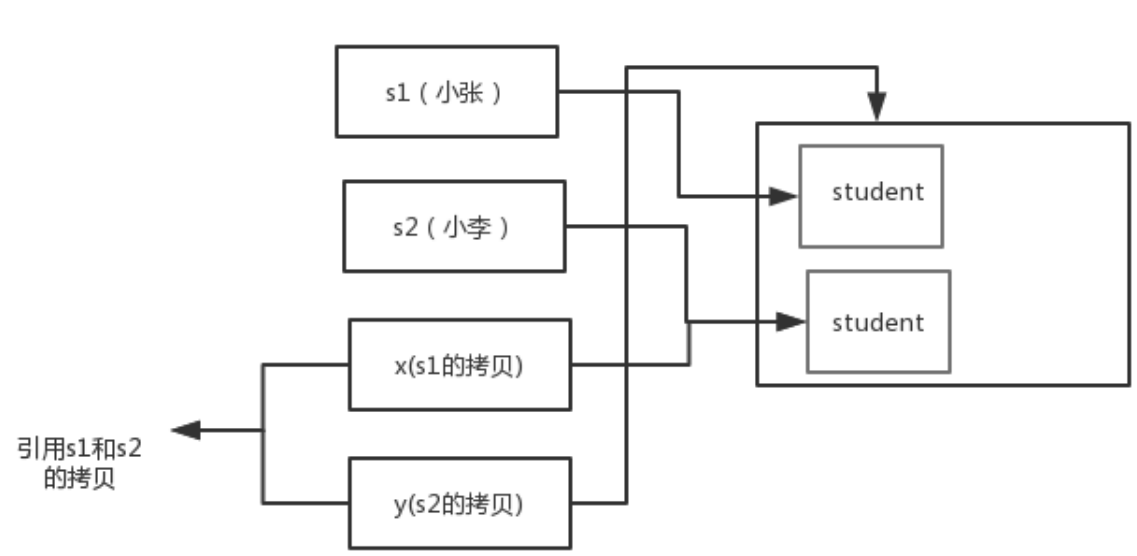 s1（小张）
student
s2（小李）
student
x(s1的拷贝)
引用s1和s2
的拷贝
y(s2的拷贝)